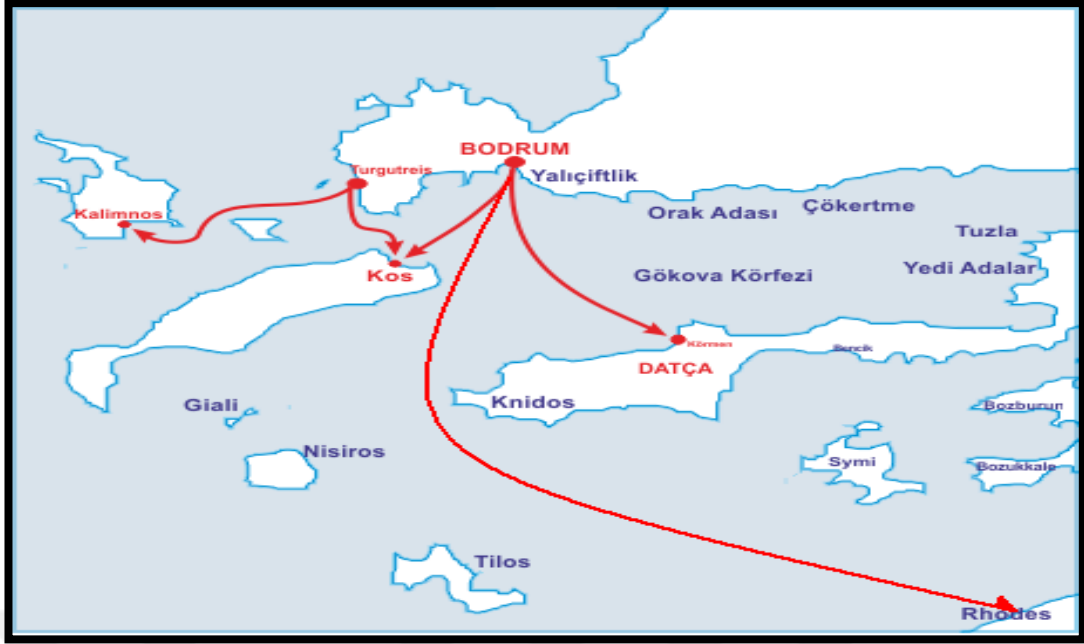 BODRUM
Turgutreis
Yalıçiftlik
Kalimnos
Orak Adası
Çökertme
Tuzla
Kos
Gökova Körfezi
Yedi Adalar
Körmen
Bencik
DATÇA
Giali
Knidos
Bozburun
Nisiros
Symi
Bozukkale
Tilos
Rhodes